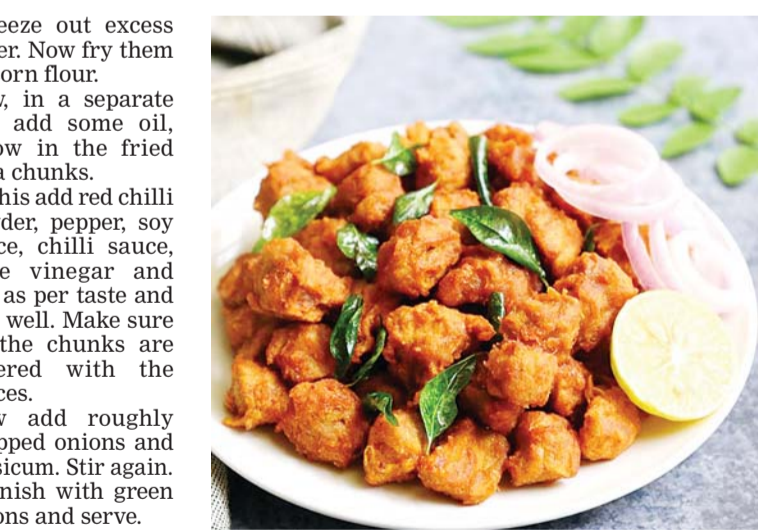 eeze out excess
er. Now fry them
orn flour.
, in a separate
add some oil,
ow in the fried
a chunks.
his add red chilli
der, pepper, soy
ce, chilli sauce,
e vinegar and
as per taste and
well. Make sure
the chunks are
ered with the
ces.
w add roughly
pped onions and
sicum. Stir again.
nish with green
ons and serve.